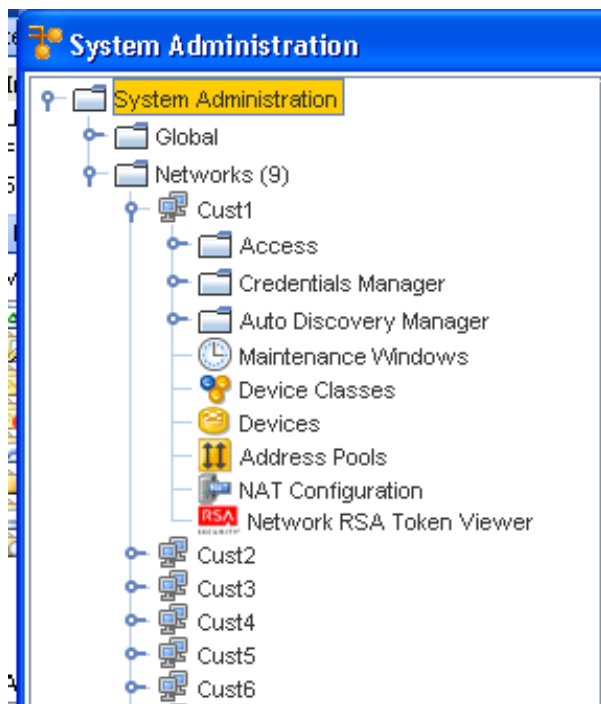 System Administration
System Administration
Global
Networks (9)
Cust1
Access
Credentials Manager
Auto Discovery Manager
Maintenance Windows
Device Classes
Devices
Address Pools
NAT Configuration
RSA Network RSA Token Viewer
Cust2
Cust3
Cust4
Cust5
Cust6